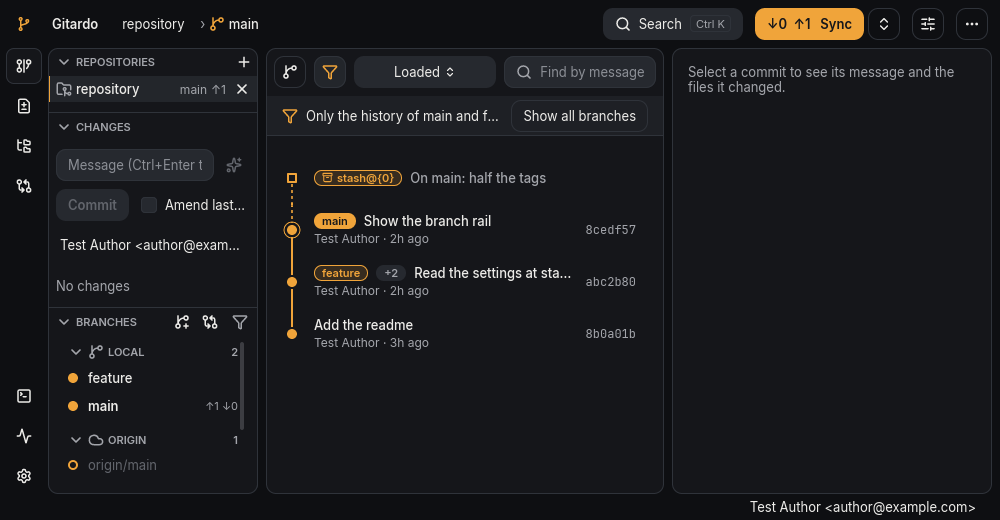 Gitardo
repository
main
Search
Ctrl K
↓0 ↑1 Sync
REPOSITORIES
repository
main ↑1
CHANGES
Message (Ctrl+Enter t
Commit
Amend last...
Test Author <author@exam...
No changes
BRANCHES
LOCAL
2
feature
main
↑1 ↓0
ORIGIN
1
origin/main
Loaded
Find by message
Only the history of main and f...
Show all branches
stash@{0}
On main: half the tags
main
Show the branch rail
Test Author · 2h ago
8cedf57
feature
+2
Read the settings at sta...
Test Author · 2h ago
abc2b80
Add the readme
Test Author · 3h ago
8b0a01b
Select a commit to see its message and the
files it changed.
Test Author <author@example.com>